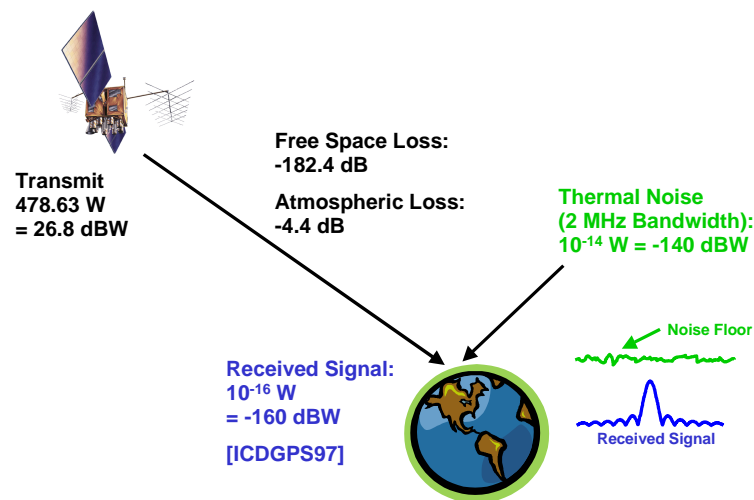 Free Space Loss:
-182.4 dB
Transmit
478.63 W
= 26.8 dBW
Atmospheric Loss:
-4.4 dB
Thermal Noise
(2 MHz Bandwidth):
10⁻¹⁴ W = -140 dBW
Noise Floor
Received Signal:
10⁻¹⁶ W
= -160 dBW
[ICDGPS97]
Received Signal